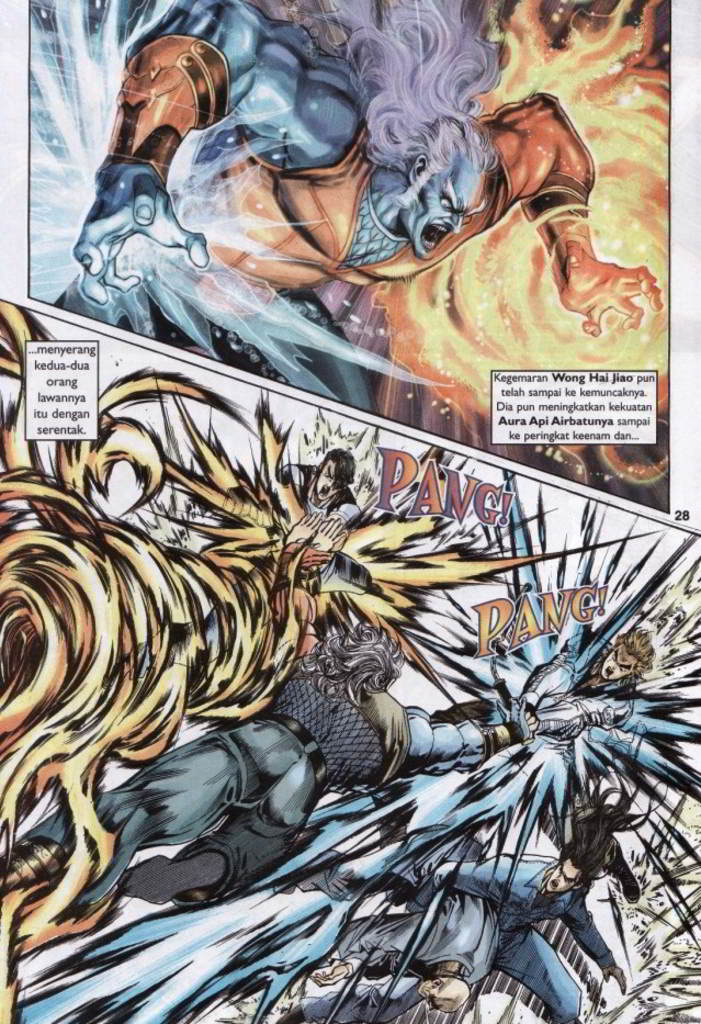 Kegemaran Wong Hai Jiao pun
telah sampai ke kemuncaknya.
Dia pun meningkatkan kekuatan
Aura Api Airbatunya sampai
ke peringkat keenam dan...
...menyerang
kedua-dua
orang
lawannya
itu dengan
serentak.
28
PANG!
PANG!